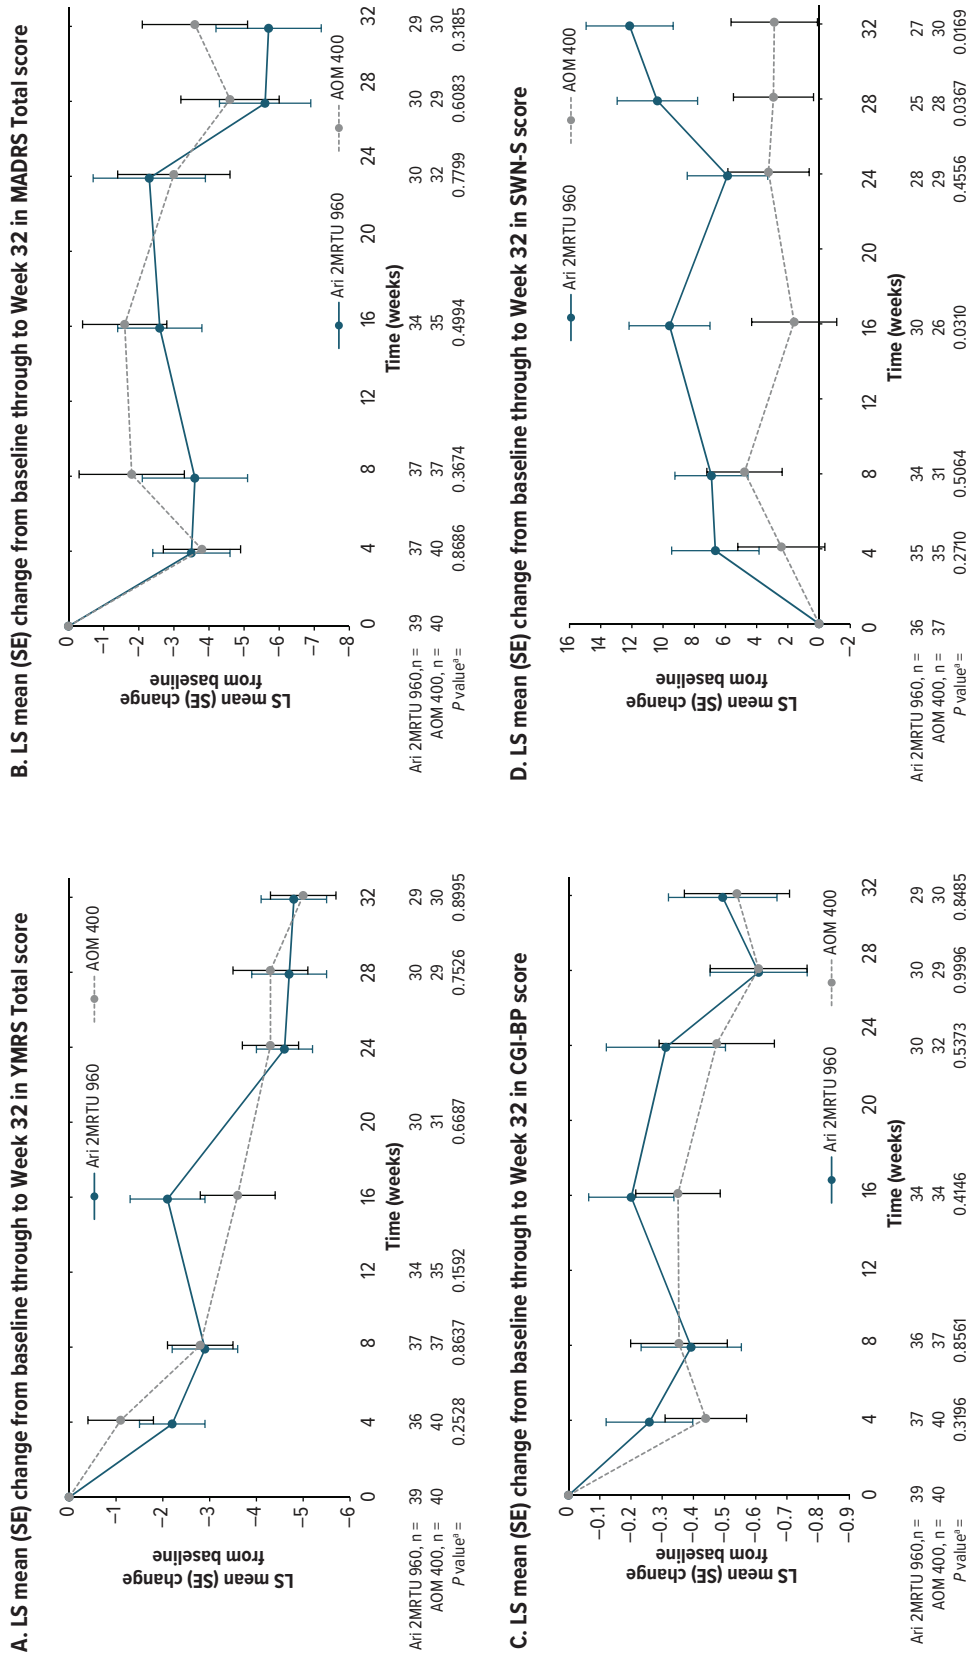 A. LS mean (SE) change from baseline through to Week 32 in YMRS Total score
0
–1
–2
–3
–4
–5
–6
LS mean (SE) change
from baseline
Ari 2MRTU 960
AOM 400
0 4 8 12 16 20 24 28 32
Time (weeks)
Ari 2MRTU 960, n = 39 36 37 34 30 30 30 29
AOM 400, n = 40 40 37 35 31 32 29 30
P valueᵃ = 0.2528 0.8637 0.1592 0.6687 0.7526 0.8995
B. LS mean (SE) change from baseline through to Week 32 in MADRS Total score
0
–1
–2
–3
–4
–5
–6
–7
–8
LS mean (SE) change
from baseline
Ari 2MRTU 960
AOM 400
0 4 8 12 16 20 24 28 32
Time (weeks)
Ari 2MRTU 960,n = 39 37 37 34 30 30 29
AOM 400, n = 40 40 37 35 32 29 30
P valueᵃ = 0.8686 0.3674 0.4994 0.7799 0.6083 0.3185
C. LS mean (SE) change from baseline through to Week 32 in CGI-BP score
0
–0.1
–0.2
–0.3
–0.4
–0.5
–0.6
–0.7
–0.8
–0.9
LS mean (SE) change
from baseline
Ari 2MRTU 960
AOM 400
0 4 8 12 16 20 24 28 32
Time (weeks)
Ari 2MRTU 960,n = 39 37 36 34 30 30 29
AOM 400, n = 40 40 37 34 32 29 30
P valueᵃ = 0.3196 0.8561 0.4146 0.5373 0.9996 0.8485
D. LS mean (SE) change from baseline through to Week 32 in SWN-S score
16
14
12
10
8
6
4
2
0
–2
LS mean (SE) change
from baseline
Ari 2MRTU 960
AOM 400
0 4 8 12 16 20 24 28 32
Time (weeks)
Ari 2MRTU 960, n = 36 35 34 30 28 25 27
AOM 400, n = 37 35 31 26 29 28 30
P valueᵃ = 0.2710 0.5064 0.0310 0.4556 0.0367 0.0169